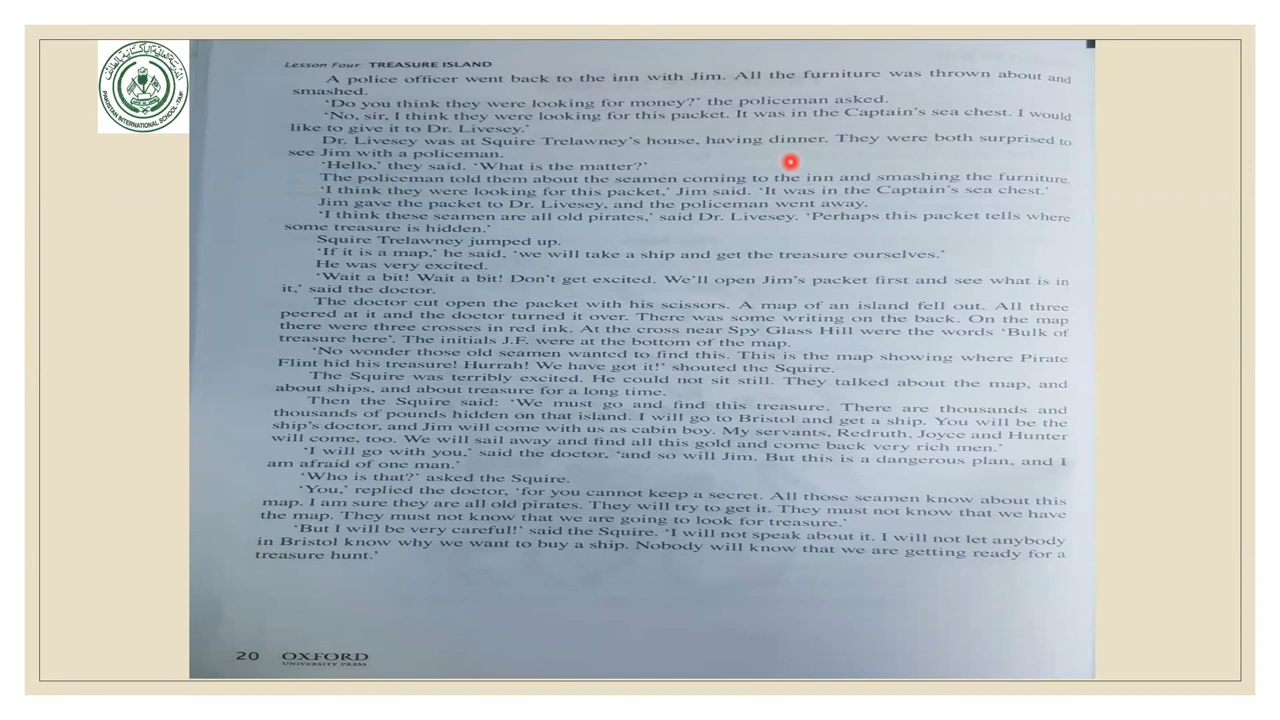 PAKISTAN INTERNATIONAL SCHOOL-TAIF
Lesson Four TREASURE ISLAND
A police officer went back to the inn with Jim. All the furniture was thrown about and
smashed.
‘Do you think they were looking for money?’ the policeman asked.
‘No, sir, I think they were looking for this packet. It was in the Captain’s sea chest. I would
like to give it to Dr. Livesey.’
Dr. Livesey was at Squire Trelawney’s house, having dinner. They were both surprised to
see Jim with a policeman.
‘Hello,’ they said. ‘What is the matter?’
The policeman told them about the seamen coming to the inn and smashing the furniture.
‘I think they were looking for this packet,’ Jim said. ‘It was in the Captain’s sea chest.’
Jim gave the packet to Dr. Livesey, and the policeman went away.
‘I think these seamen are all old pirates,’ said Dr. Livesey. ‘Perhaps this packet tells where
some treasure is hidden.’
Squire Trelawney jumped up.
‘If it is a map,’ he said, ‘we will take a ship and get the treasure ourselves.’
He was very excited.
‘Wait a bit! Wait a bit! Don’t get excited. We’ll open Jim’s packet first and see what is in
it,’ said the doctor.
The doctor cut open the packet with his scissors. A map of an island fell out. All three
peered at it and the doctor turned it over. There was some writing on the back. On the map
there were three crosses in red ink. At the cross near Spy Glass Hill were the words ‘Bulk of
treasure here’. The initials J.F. were at the bottom of the map.
‘No wonder those old seamen wanted to find this. This is the map showing where Pirate
Flint hid his treasure! Hurrah! We have got it!’ shouted the Squire.
The Squire was terribly excited. He could not sit still. They talked about the map, and
about ships, and about treasure for a long time.
Then the Squire said: ‘We must go and find this treasure. There are thousands and
thousands of pounds hidden on that island. I will go to Bristol and get a ship. You will be the
ship’s doctor, and Jim will come with us as cabin boy. My servants, Redruth, Joyce and Hunter
will come, too. We will sail away and find all this gold and come back very rich men.’
‘I will go with you,’ said the doctor, ‘and so will Jim. But this is a dangerous plan, and I
am afraid of one man.’
‘Who is that?’ asked the Squire.
‘You,’ replied the doctor, ‘for you cannot keep a secret. All those seamen know about this
map. I am sure they are all old pirates. They will try to get it. They must not know that we have
the map. They must not know that we are going to look for treasure.’
‘But I will be very careful!’ said the Squire. ‘I will not speak about it. I will not let anybody
in Bristol know why we want to buy a ship. Nobody will know that we are getting ready for a
treasure hunt.’
20 OXFORD
UNIVERSITY PRESS